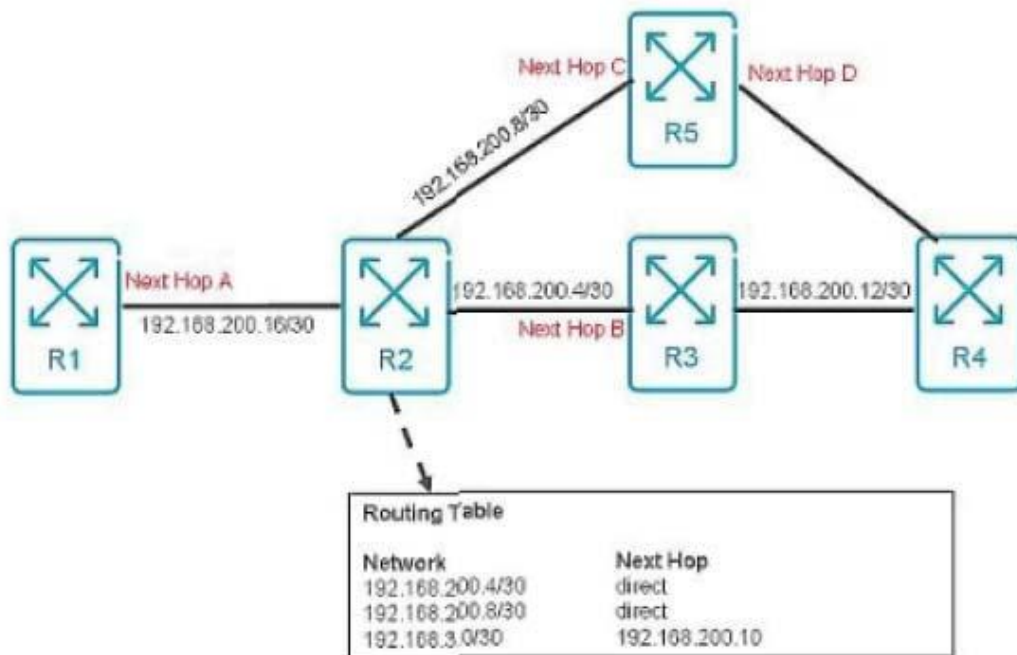 Next Hop C
Next Hop D
R5
192.168.200.8/30
Next Hop A
192.168.200.4/30
192.168.200.12/30
192.168.200.16/30
Next Hop B
R1
R2
R3
R4
Routing Table
Network Next Hop
192.168.200.4/30 direct
192.168.200.8/30 direct
192.168.3.0/30 192.168.200.10